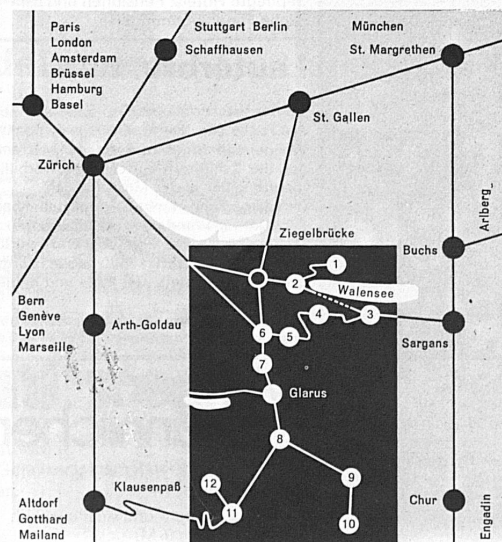 Paris
London
Amsterdam
Brüssel
Hamburg
Basel
Stuttgart Berlin
Schaffhausen
München
St. Margrethen
St. Gallen
Zürich
Ziegelbrücke
Arlberg
Buchs
1
2
Walensee
3
4
5
6
7
Bern
Genève
Lyon
Marseille
Arth-Goldau
Sargans
Glarus
8
9
10
11
12
Klausenpaß
Altdorf
Gotthard
Mailand
Chur
Engadin